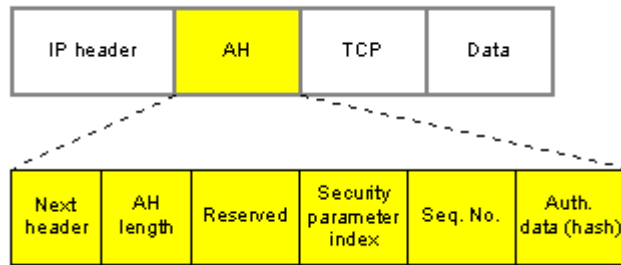 IP header
AH
TCP
Data
Next
header
AH
length
Reserved
Security
parameter
index
Seq. No.
Auth.
data (hash)